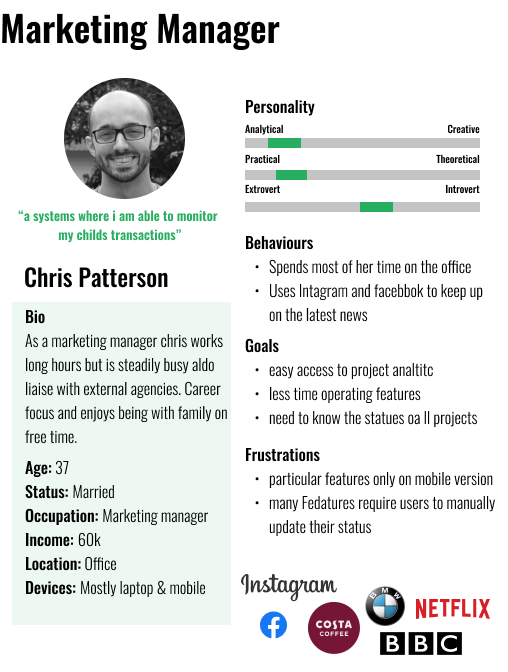 Marketing Manager
“a systems where i am able to monitor
my childs transactions”
Chris Patterson
Bio
As a marketing manager chris works
long hours but is steadily busy aldo
liaise with external agencies. Career
focus and enjoys being with family on
free time.
Age: 37
Status: Married
Occupation: Marketing manager
Income: 60k
Location: Office
Devices: Mostly laptop & mobile
Personality
Analytical Creative
Practical Theoretical
Extrovert Introvert
Behaviours
• Spends most of her time on the office
• Uses Intagram and facebbok to keep up
on the latest news
Goals
• easy access to project analtitc
• less time operating features
• need to know the statues oa ll projects
Frustrations
• particular features only on mobile version
• many Fedatures require users to manually
update their status
Instagram
COSTA
COFFEE
BMW
NETFLIX
BBC